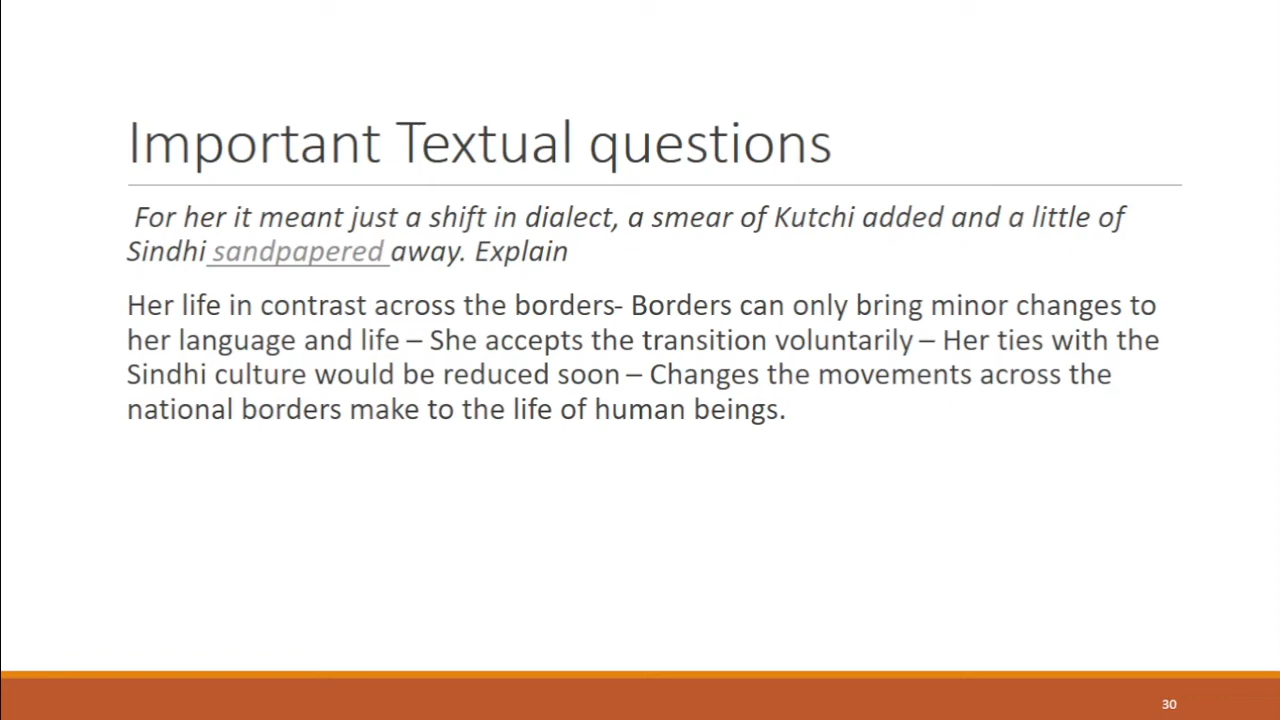 Important Textual questions
For her it meant just a shift in dialect, a smear of Kutchi added and a little of
Sindhi sandpapered away. Explain
Her life in contrast across the borders- Borders can only bring minor changes to
her language and life – She accepts the transition voluntarily – Her ties with the
Sindhi culture would be reduced soon – Changes the movements across the
national borders make to the life of human beings.
30